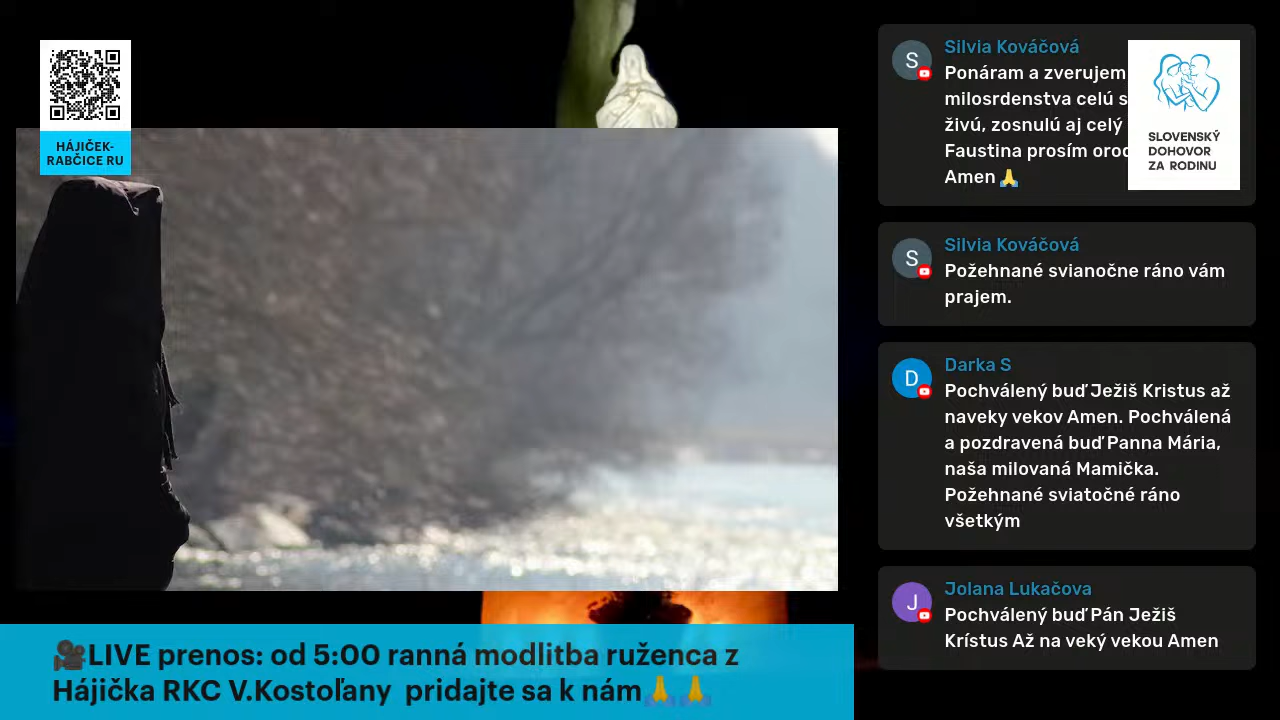 HÁJIČEK-
RABČICE RU
🎥LIVE prenos: od 5:00 ranná modlitba ruženca z
Hájička RKC V.Kostoľany pridajte sa k nám🙏🙏
S
Silvia Kováčová
Ponáram a zverujem
milosrdenstva celú
živú, zosnulú aj celý
Faustina prosím
Amen🙏
SLOVENSKÝ
DOHOVOR
ZA RODINU
S
Silvia Kováčová
Požehnané svianočne ráno vám
prajem.
D
Darka S
Pochválený buď Ježiš Kristus až
naveky vekov Amen. Pochválená
a pozdravená buď Panna Mária,
naša milovaná Mamička.
Požehnané sviatočné ráno
všetkým
J
Jolana Lukačova
Pochválený buď Pán Ježiš
Krístus Až na veký vekou Amen